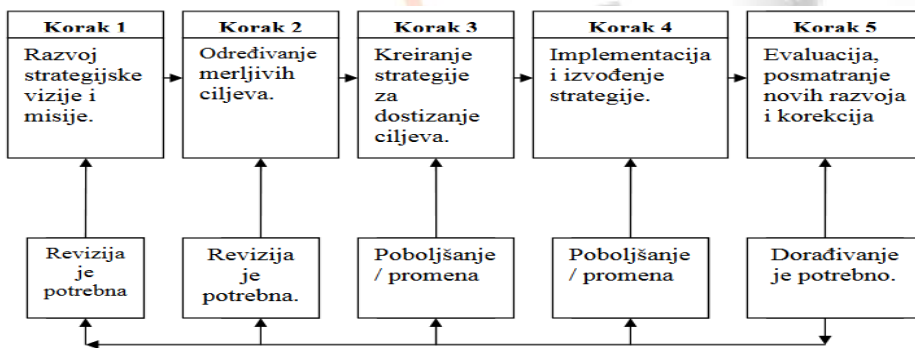 Korak 1
Razvoj
strategijske
vizije i
misije.
Korak 2
Određivanje
merljivih
ciljeva.
Korak 3
Kreiranje
strategije
za
dostizanje
ciljeva.
Korak 4
Implementacija
i izvođenje
strategije.
Korak 5
Evaluacija,
posmatranje
novih razvoja
i korekcija
Revizija
je
potrebna
Revizija
je
potrebna.
Poboljšanje
/ promena
Poboljšanje
/ promena
Dorađivanje
je potrebno.